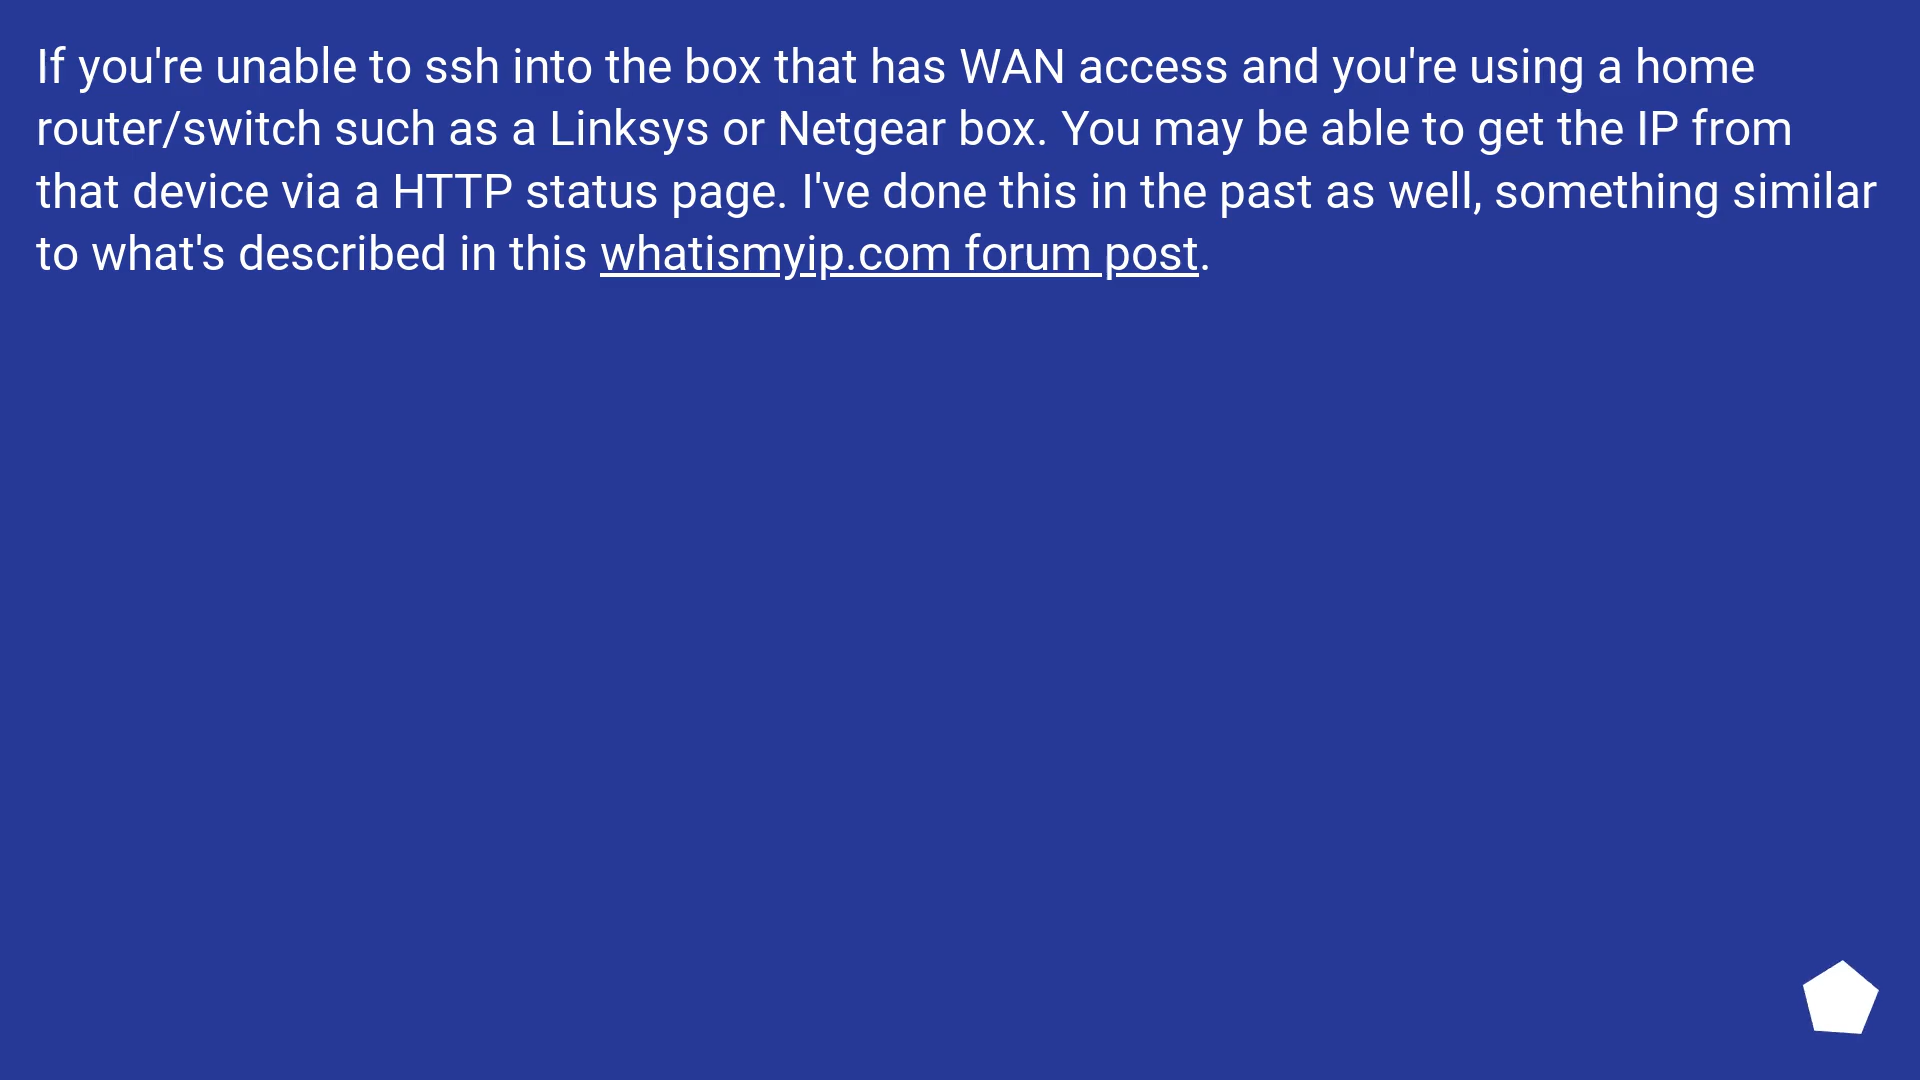 If you're unable to ssh into the box that has WAN access and you're using a home
router/switch such as a Linksys or Netgear box. You may be able to get the IP from
that device via a HTTP status page. I've done this in the past as well, something similar
to what's described in this whatismyip.com forum post.